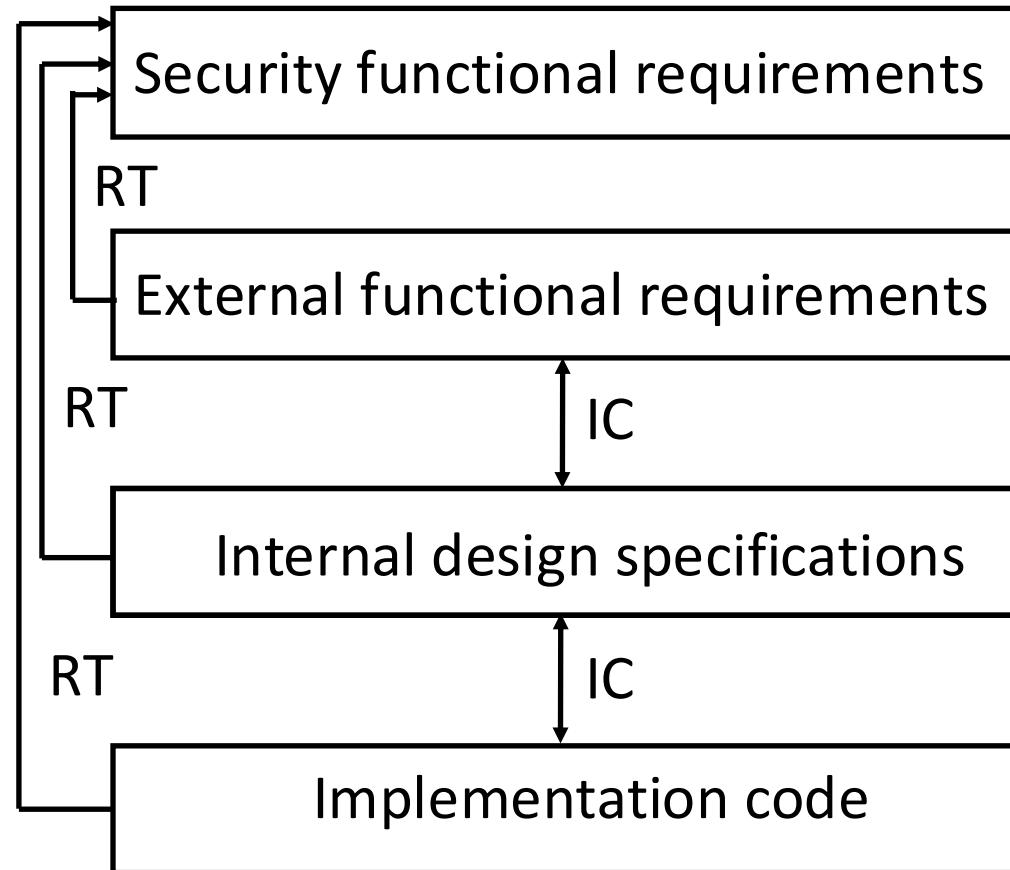 Security functional requirements
RT
External functional requirements
RT
IC
Internal design specifications
RT
IC
Implementation code